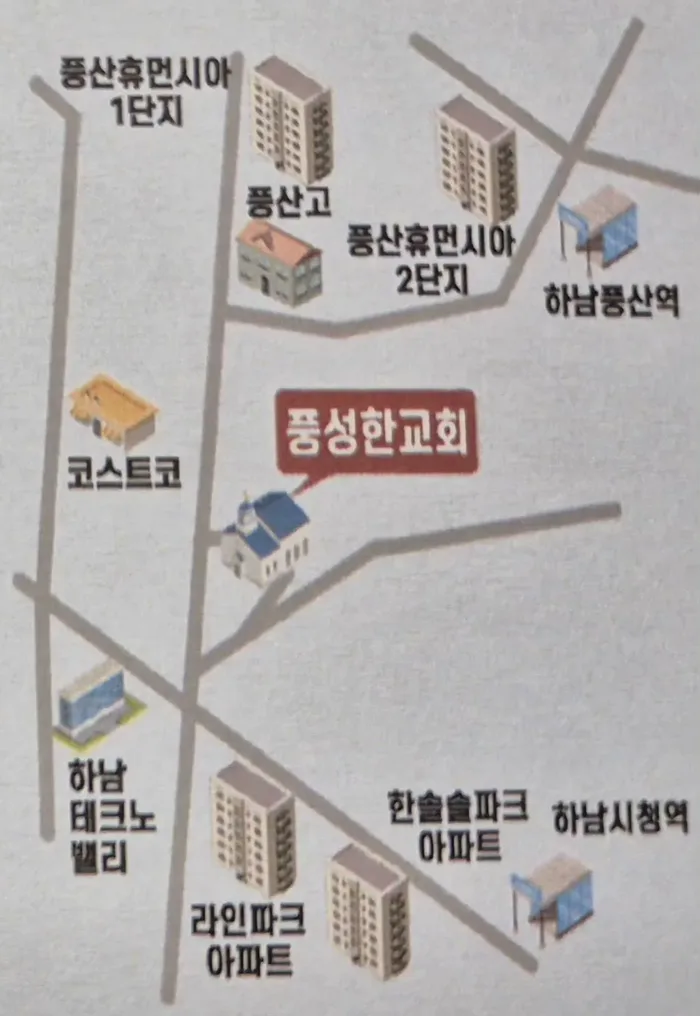 풍산휴먼시아
1단지
풍산고
풍산휴먼시아
2단지
하남풍산역
풍성한교회
코스트코
하남
테크노
밸리
한솔솔파크
아파트
하남시청역
라인파크
아파트